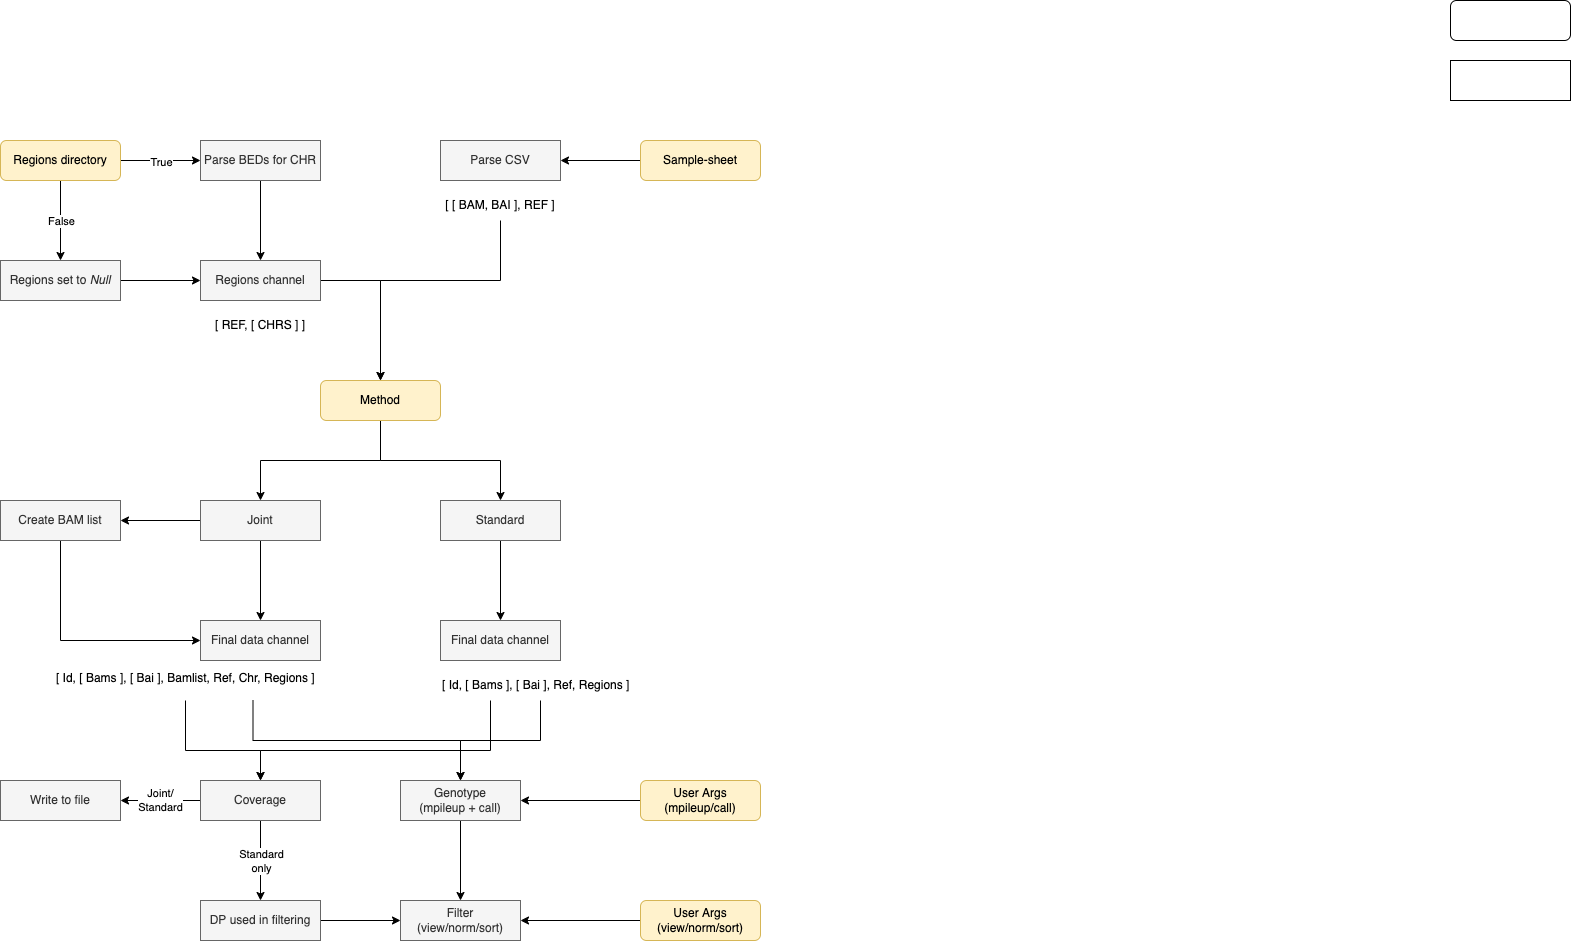 Regions directory
True
Parse BEDs for CHR
Parse CSV
Sample-sheet
[ [ BAM, BAI ], REF ]
False
Regions set to Null
Regions channel
[ REF, [ CHRS ] ]
Method
Create BAM list
Joint
Standard
Final data channel
Final data channel
[ Id, [ Bams ], [ Bai ], Bamlist, Ref, Chr, Regions ]
[ Id, [ Bams ], [ Bai ], Ref, Regions ]
Write to file
Joint/
Standard
Coverage
Genotype
(mpileup + call)
User Args
(mpileup/call)
Standard
only
DP used in filtering
Filter
(view/norm/sort)
User Args
(view/norm/sort)